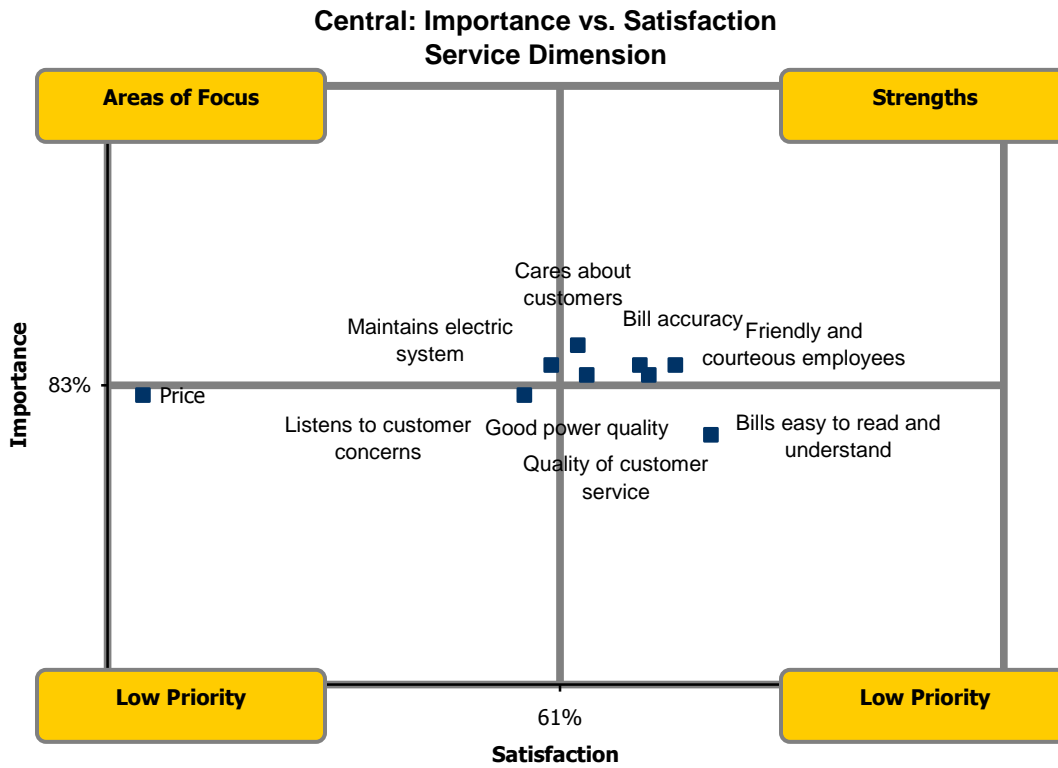 Central: Importance vs. Satisfaction
Service Dimension
Areas of Focus
Strengths
Cares about
customers
Bill accuracy
Maintains electric
system
Friendly and
courteous employees
Importance
83%
Price
Listens to customer
concerns
Good power quality
Bills easy to read and
understand
Quality of customer
service
Low Priority
Low Priority
61%
Satisfaction